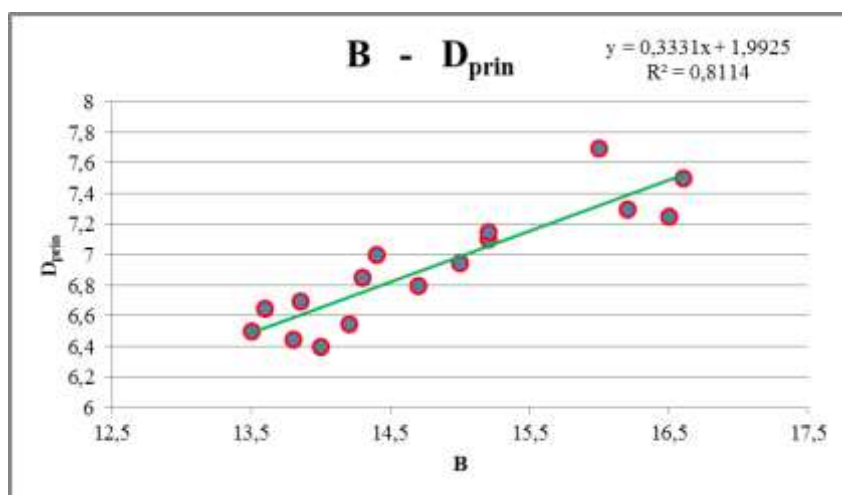 B - Dprin
y = 0,3331x + 1,9925
R² = 0,8114
8
7,8
7,6
7,4
7,2
7
6,8
6,6
6,4
6,2
6
Dprin
12,5 13,5 14,5 15,5 16,5 17,5
B